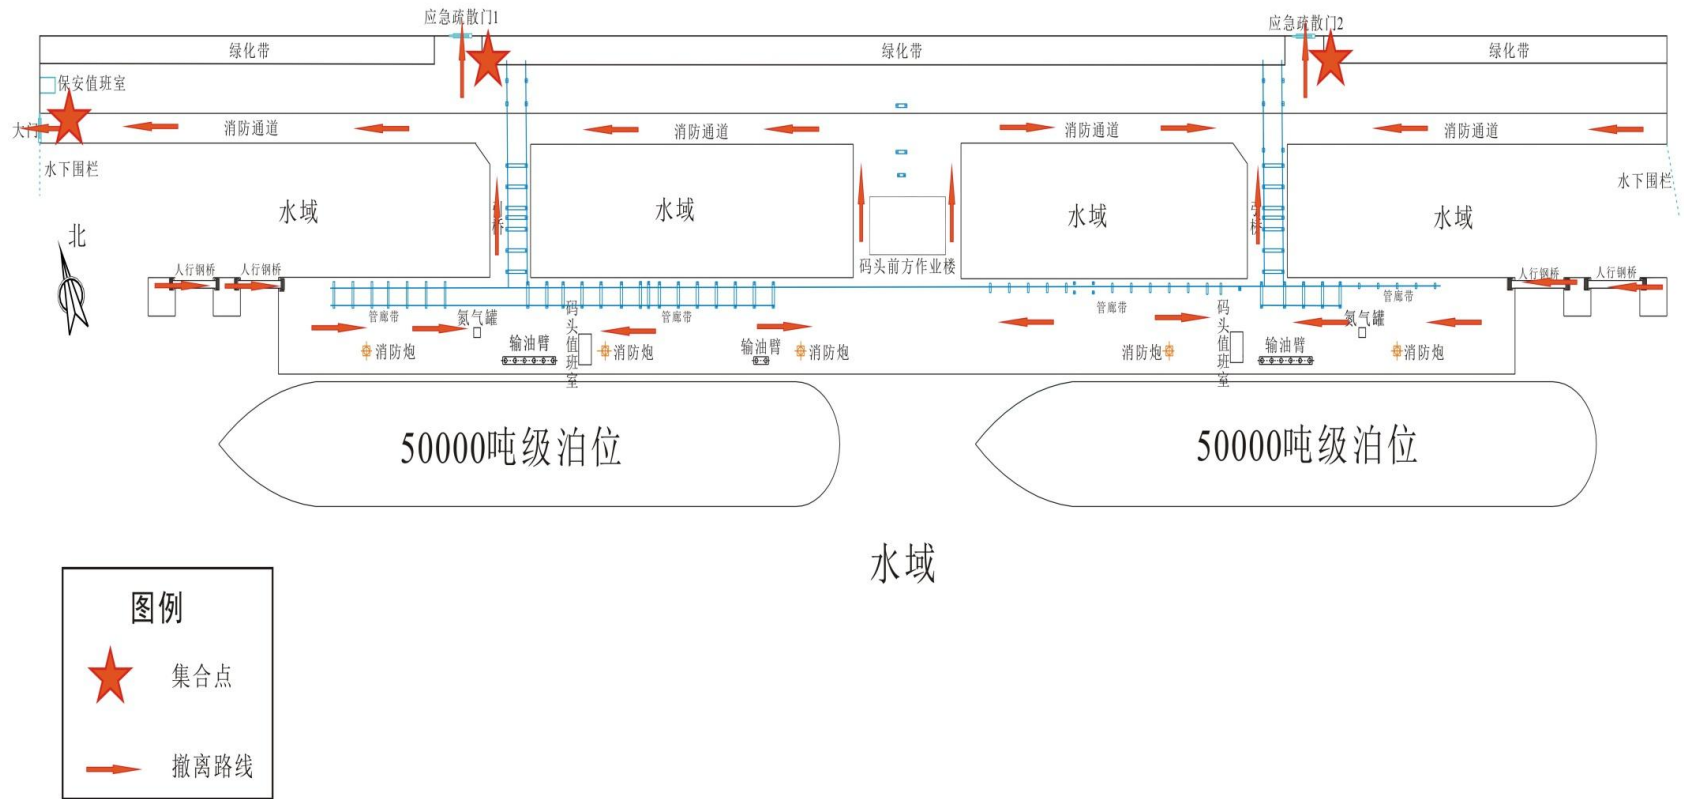 应急疏散门1
应急疏散门2
绿化带
绿化带
绿化带
保安值班室
大门
消防通道
消防通道
消防通道
消防通道
水下围栏
水下围栏
水域
引桥
水域
水域
引桥
水域
北
码头前方作业楼
人行钢桥
人行钢桥
人行钢桥
人行钢桥
管廊带
氮气罐
码头值班室
管廊带
管廊带
码头值班室
氮气罐
管廊带
消防炮
输油臂
消防炮
输油臂
消防炮
消防炮
输油臂
消防炮
50000吨级泊位
50000吨级泊位
水域
图例
集合点
撤离路线